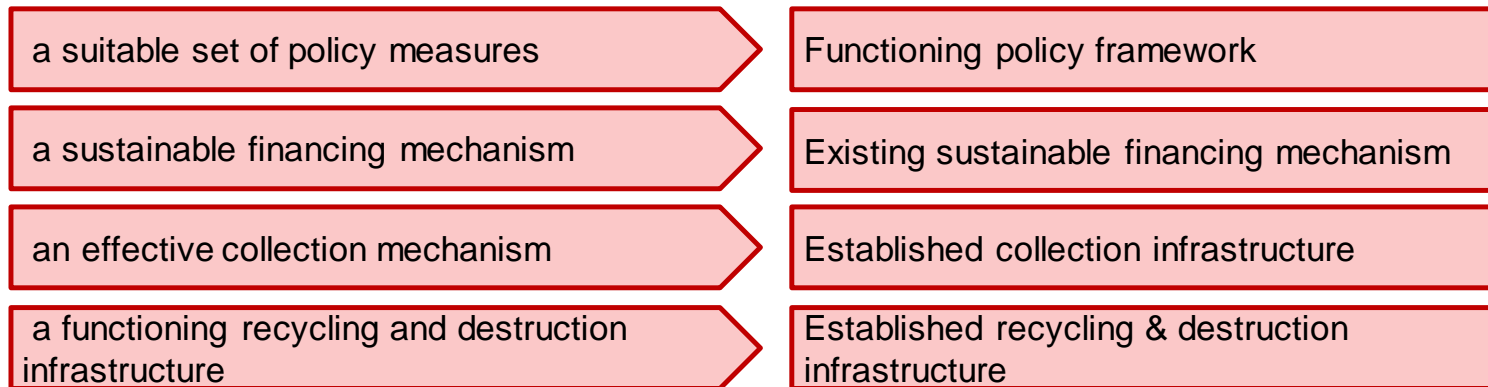 a suitable set of policy measures
Functioning policy framework
a sustainable financing mechanism
Existing sustainable financing mechanism
an effective collection mechanism
Established collection infrastructure
a functioning recycling and destruction
infrastructure
Established recycling & destruction
infrastructure